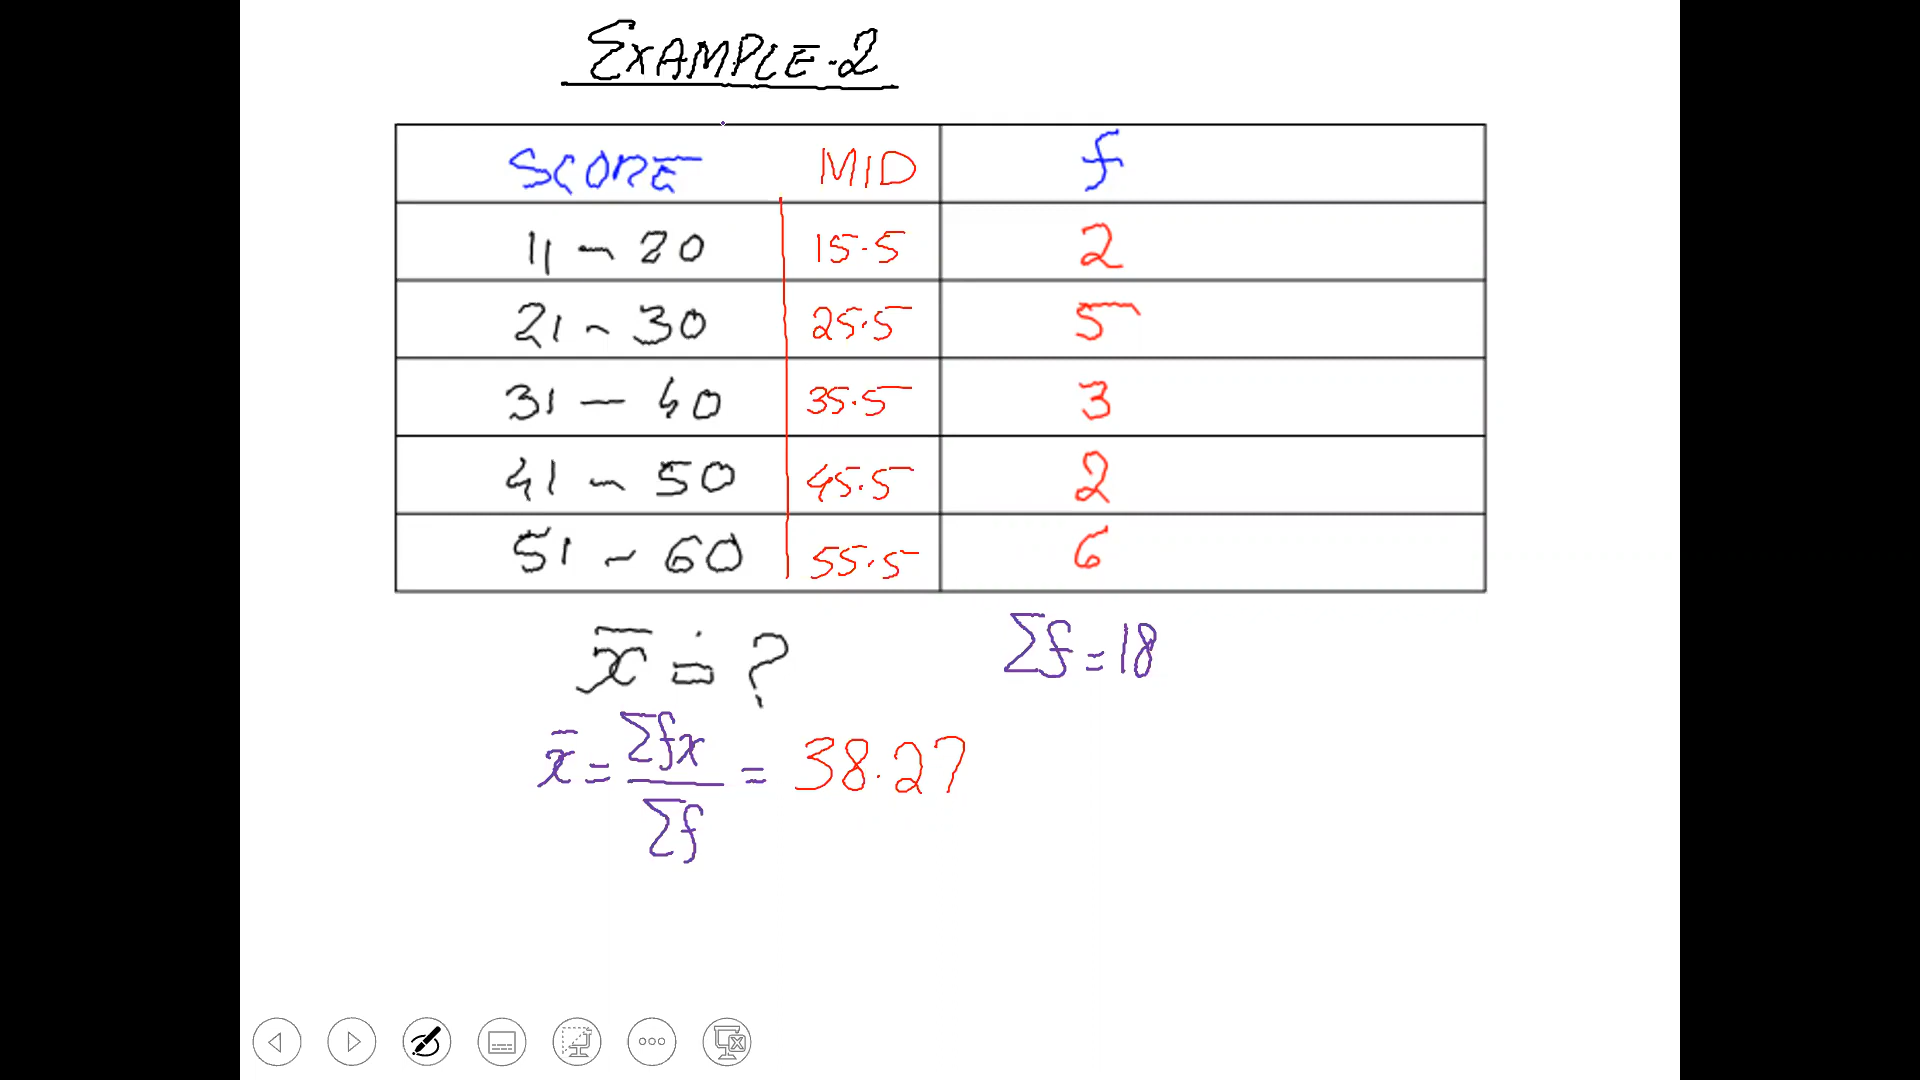 EXAMPLE-2
SCORE MID f
11 - 20 15.5 2
21 - 30 25.5 5
31 - 40 35.5 3
41 - 50 45.5 2
51 - 60 55.5 6
x̄ = ? Σf = 18
x̄ = Σfx / Σf = 38.27